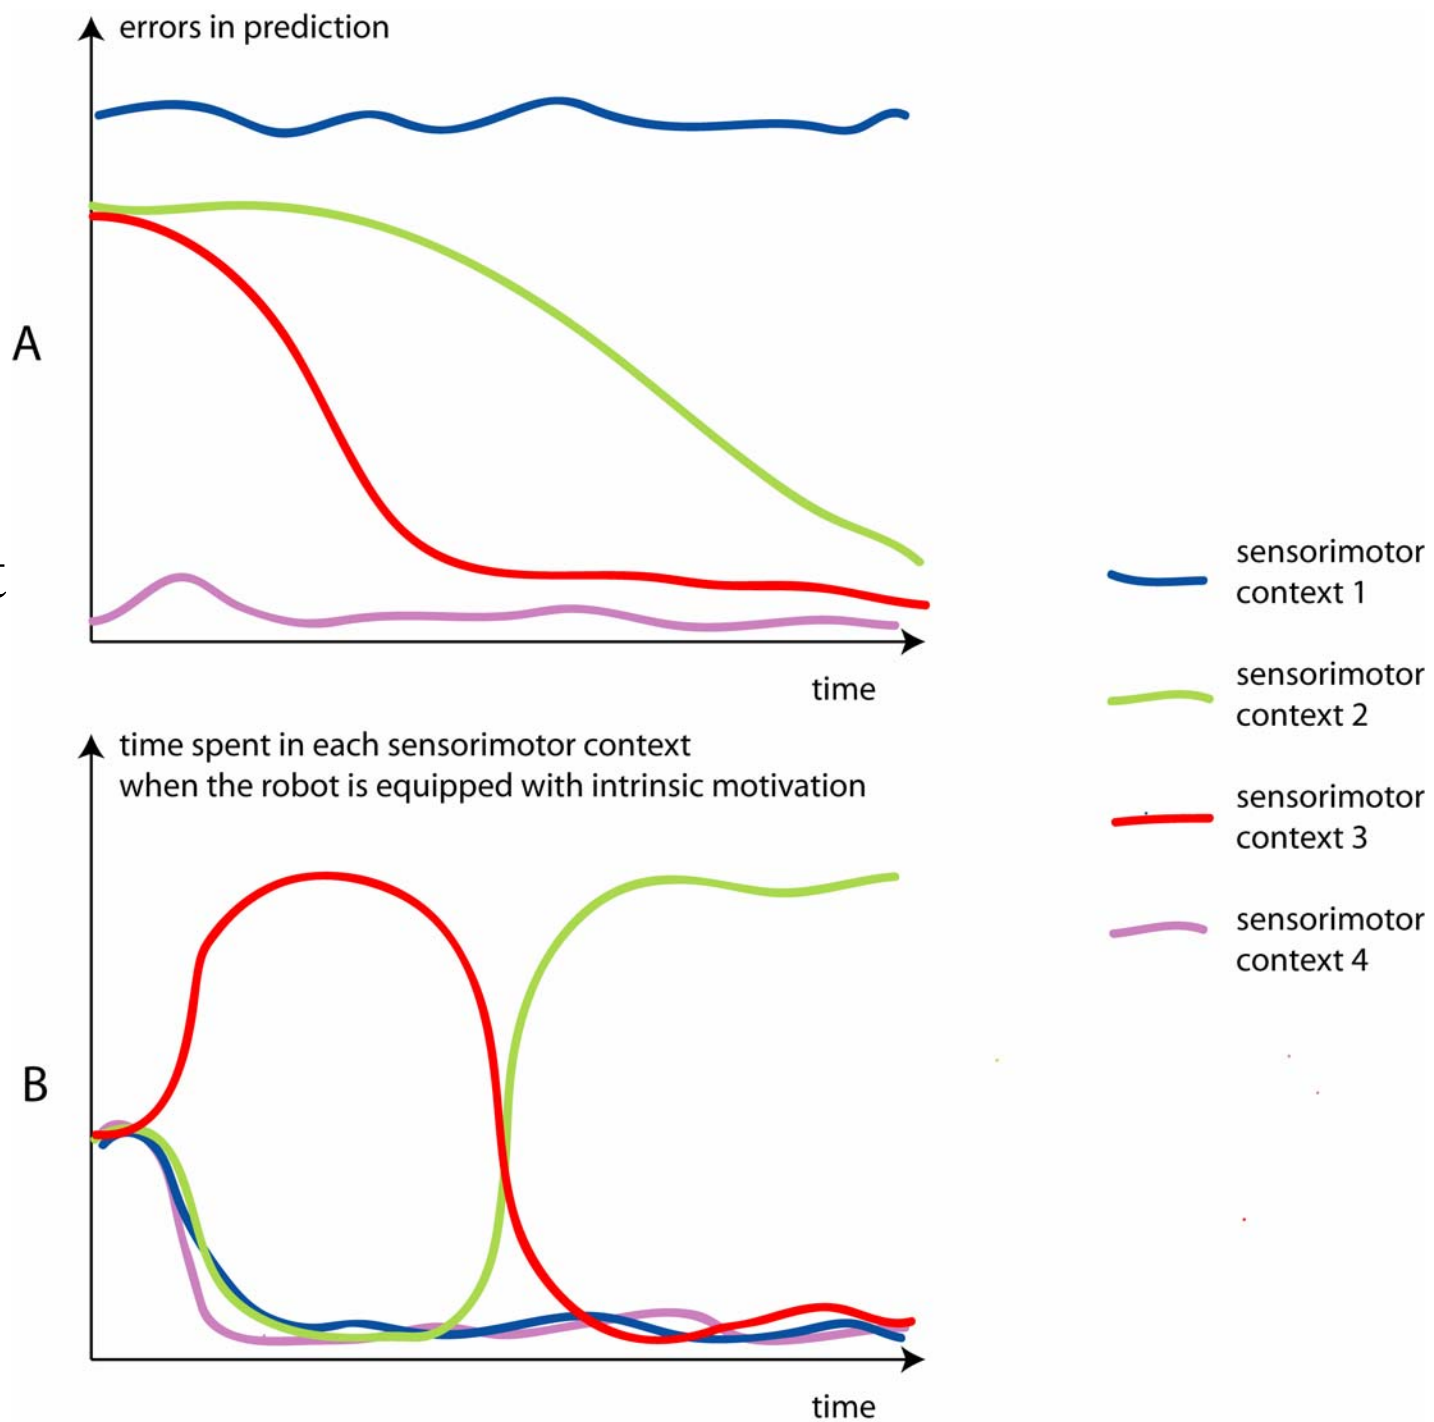 errors in prediction
A
time
sensorimotor
context 1
sensorimotor
context 2
sensorimotor
context 3
sensorimotor
context 4
time spent in each sensorimotor context
when the robot is equipped with intrinsic motivation
B
time